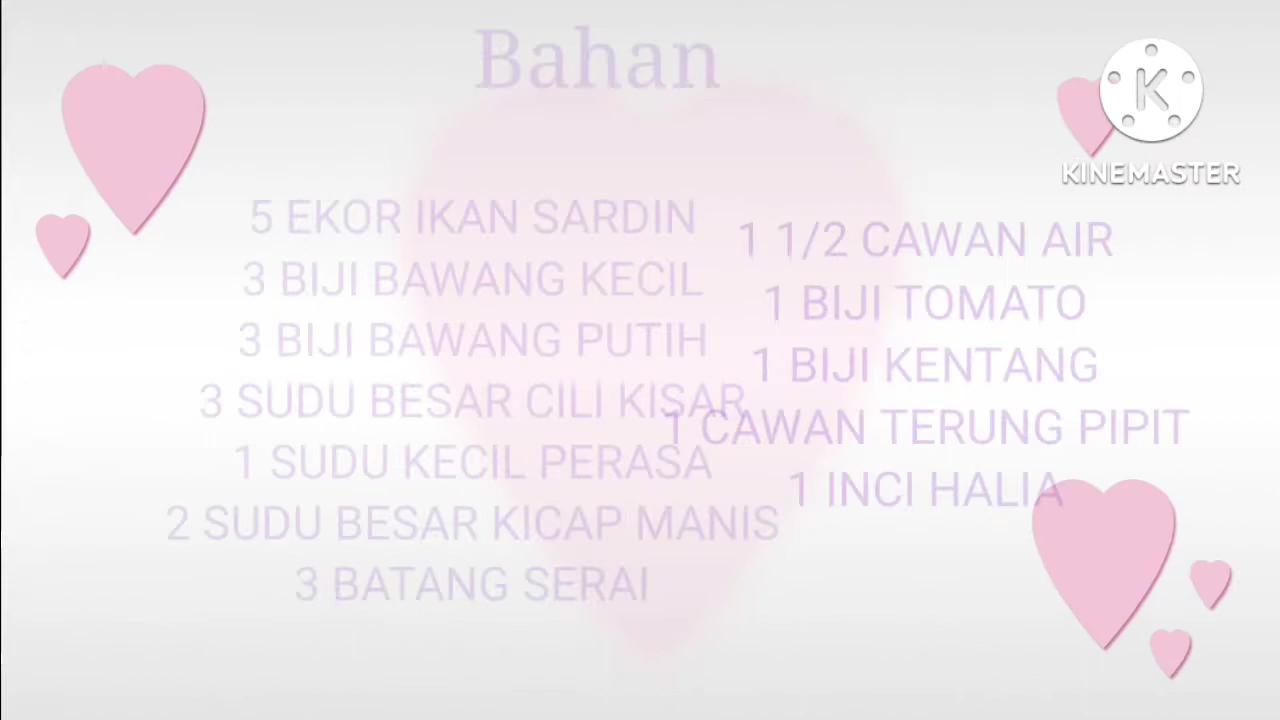 Bahan
5 EKOR IKAN SARDIN
3 BIJI BAWANG KECIL
3 BIJI BAWANG PUTIH
3 SUDU BESAR CILI KISAR
1 SUDU KECIL PERASA
2 SUDU BESAR KICAP MANIS
3 BATANG SERAI
1 1/2 CAWAN AIR
1 BIJI TOMATO
1 BIJI KENTANG
1 CAWAN TERUNG PIPIT
1 INCI HALIA
K
KINEMASTER